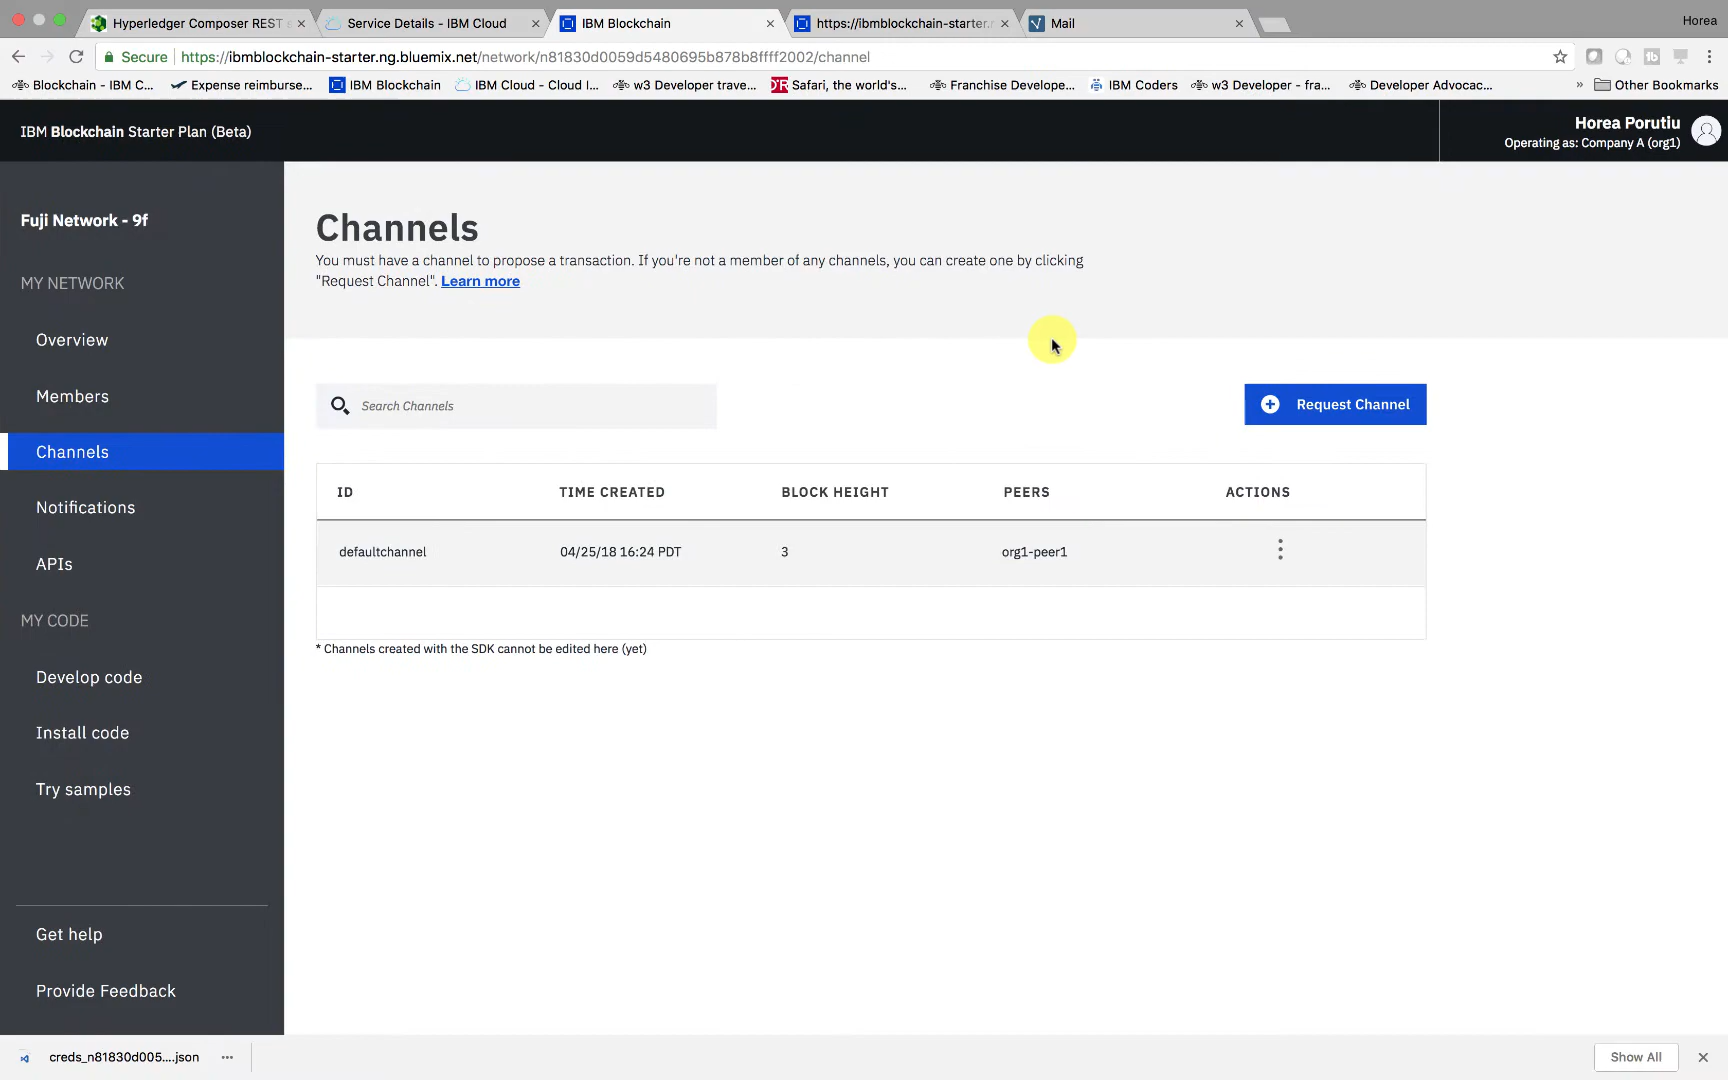 Hyperledger Composer REST
Service Details - IBM Cloud
IBM Blockchain
https://ibmblockchain-starter.
Mail
Horea
Secure
https://ibmblockchain-starter.ng.bluemix.net/network/n81830d0059d5480695b878b8ffff2002/channel
Blockchain - IBM C...
Expense reimburse...
IBM Blockchain
IBM Cloud - Cloud I...
w3 Developer trave...
Safari, the world's...
Franchise Develope...
IBM Coders
w3 Developer - fra...
Developer Advocac...
»
Other Bookmarks
IBM Blockchain Starter Plan (Beta)
Horea Porutiu
Operating as: Company A (org1)
Fuji Network - 9f
MY NETWORK
Overview
Members
Channels
Notifications
APIs
MY CODE
Develop code
Install code
Try samples
Get help
Provide Feedback
Channels
You must have a channel to propose a transaction. If you're not a member of any channels, you can create one by clicking
"Request Channel". Learn more
Search Channels
Request Channel
ID TIME CREATED BLOCK HEIGHT PEERS ACTIONS
defaultchannel 04/25/18 16:24 PDT 3 org1-peer1
* Channels created with the SDK cannot be edited here (yet)
creds_n81830d005....json
Show All